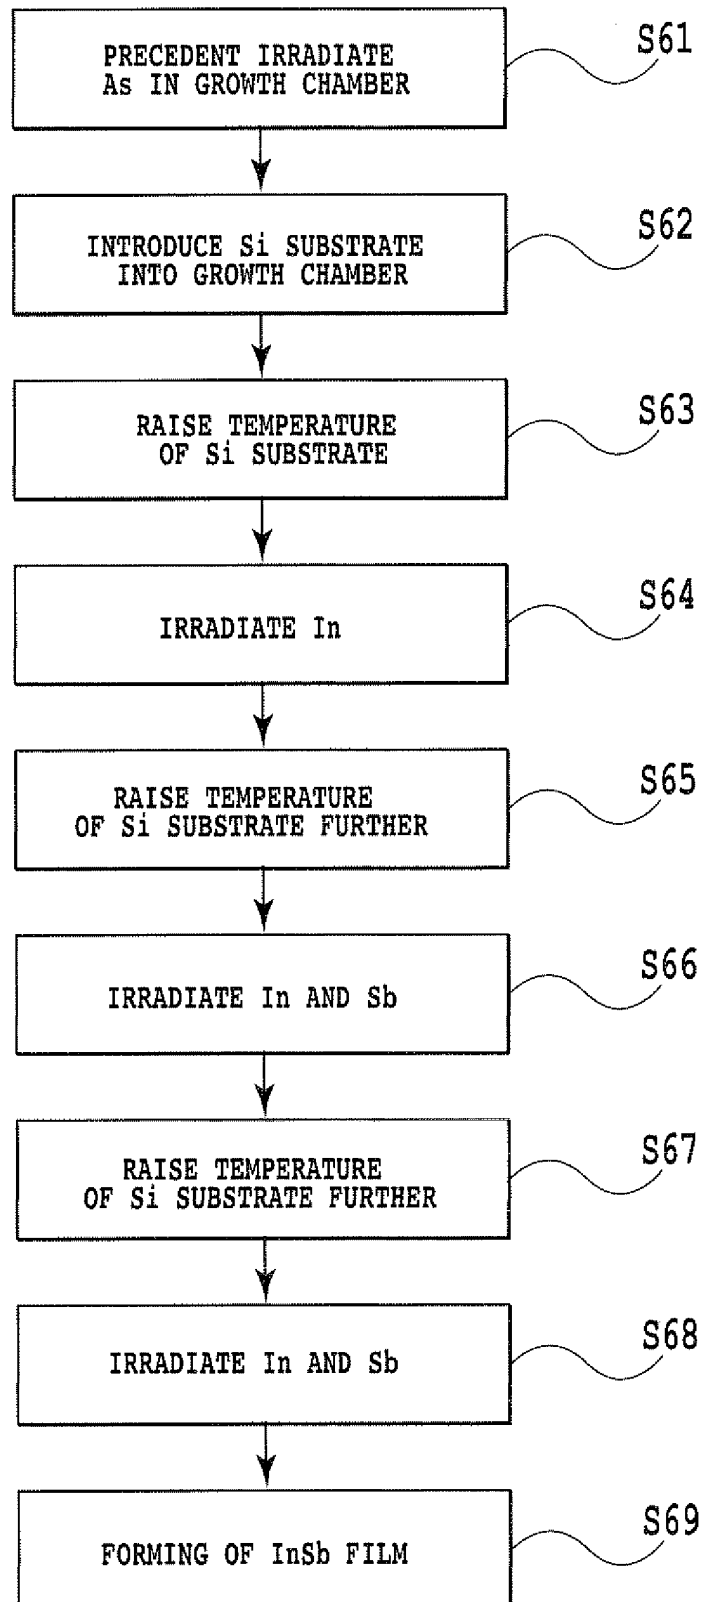 PRECEDENT IRRADIATE
As IN GROWTH CHAMBER
S61
INTRODUCE Si SUBSTRATE
INTO GROWTH CHAMBER
S62
RAISE TEMPERATURE
OF Si SUBSTRATE
S63
IRRADIATE In
S64
RAISE TEMPERATURE
OF Si SUBSTRATE FURTHER
S65
IRRADIATE In AND Sb
S66
RAISE TEMPERATURE
OF Si SUBSTRATE FURTHER
S67
IRRADIATE In AND Sb
S68
FORMING OF InSb FILM
S69